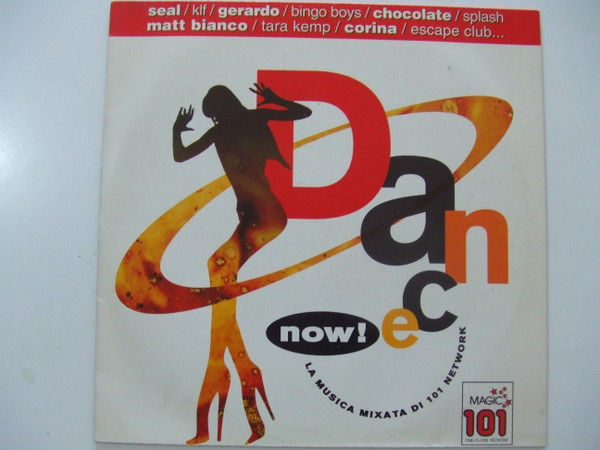 seal / klf / gerardo / bingo boys / chocolate / splash
matt bianco / tara kemp / corina / escape club...
Dance
now!
LA MUSICA MIXATA DI 101 NETWORK
MAGIC
101